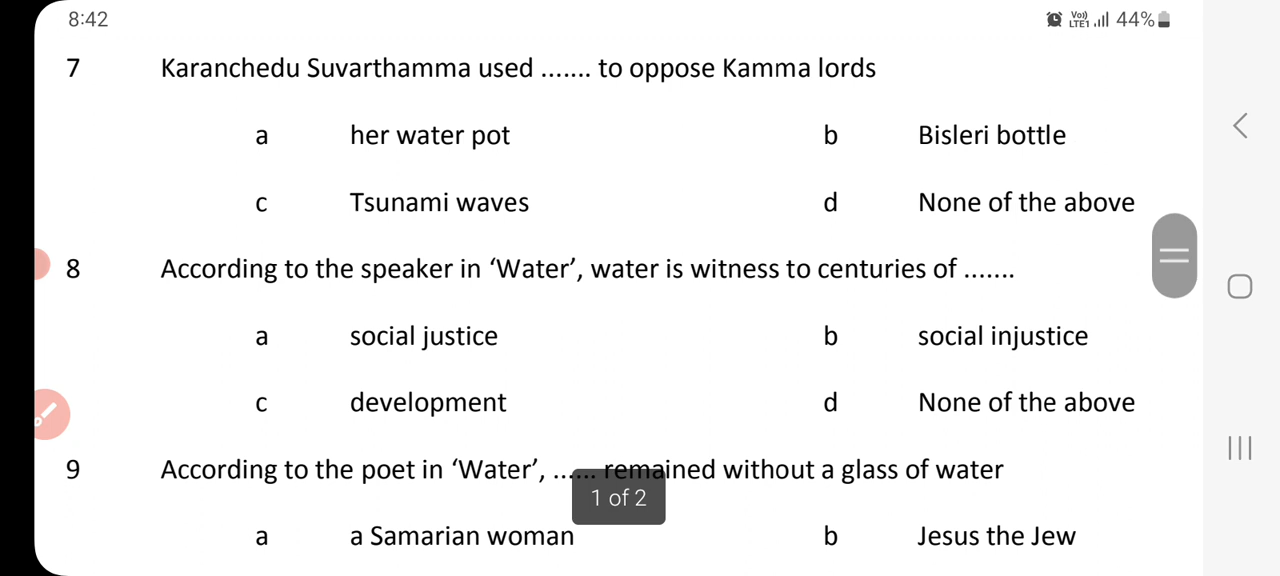 8:42 Vo)) LTE1 44%
7 Karanchedu Suvarthamma used ....... to oppose Kamma lords
a her water pot b Bisleri bottle
c Tsunami waves d None of the above
8 According to the speaker in ‘Water’, water is witness to centuries of .......
a social justice b social injustice
c development d None of the above
9 According to the poet in ‘Water’, ...... remained without a glass of water
1 of 2
a a Samarian woman b Jesus the Jew